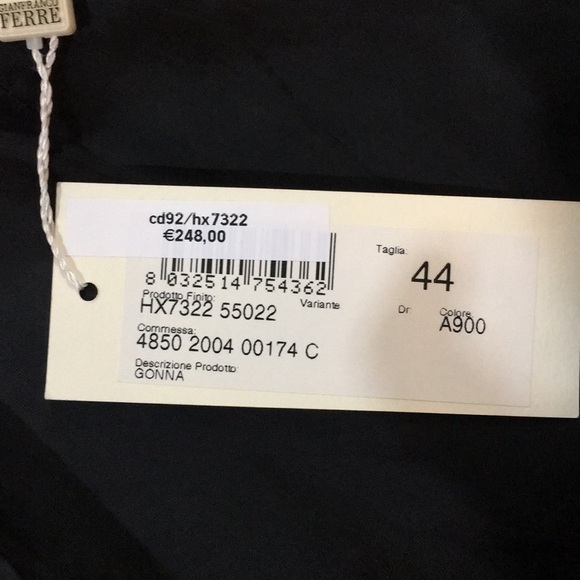 GIANFRANCO
FERRE
cd92/hx7322
€248,00
Taglia:
44
8 032514 754362
Prodotto Finito:
Variante
HX7322 55022
Dr:
Colore
A900
Commessa:
4850 2004 00174 C
Descrizione Prodotto:
GONNA